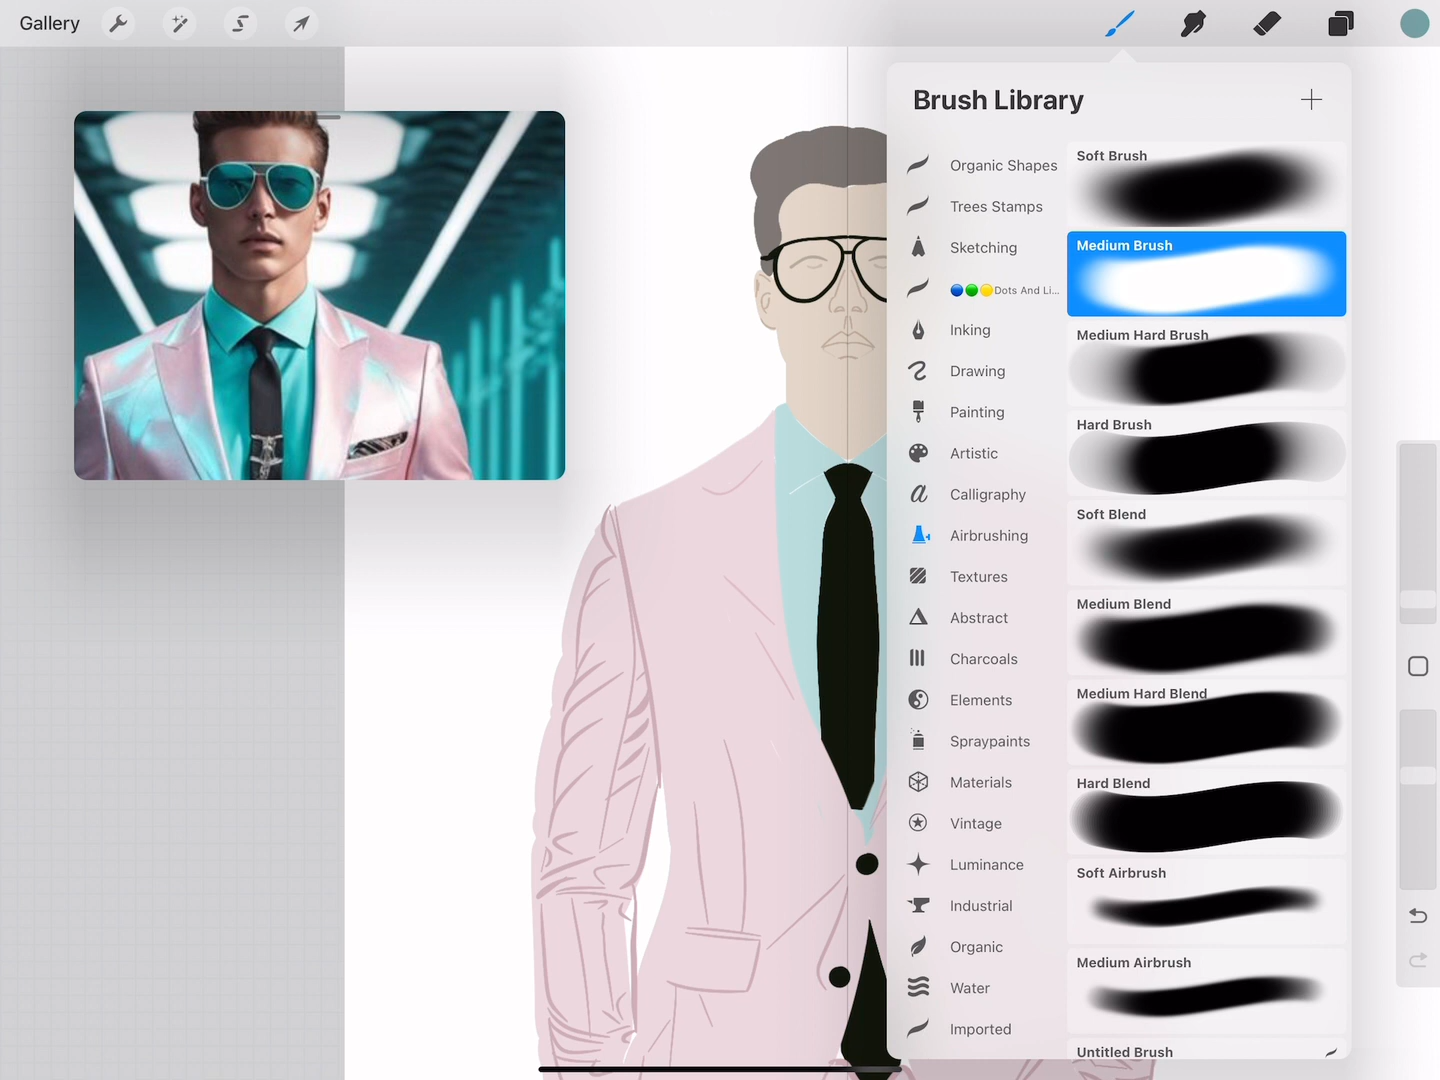 Gallery
Brush Library
Organic Shapes
Trees Stamps
Sketching
🔵🟢🟡Dots And Li...
Inking
Drawing
Painting
Artistic
Calligraphy
Airbrushing
Textures
Abstract
Charcoals
Elements
Spraypaints
Materials
Vintage
Luminance
Industrial
Organic
Water
Imported
Soft Brush
Medium Brush
Medium Hard Brush
Hard Brush
Soft Blend
Medium Blend
Medium Hard Blend
Hard Blend
Soft Airbrush
Medium Airbrush
Untitled Brush